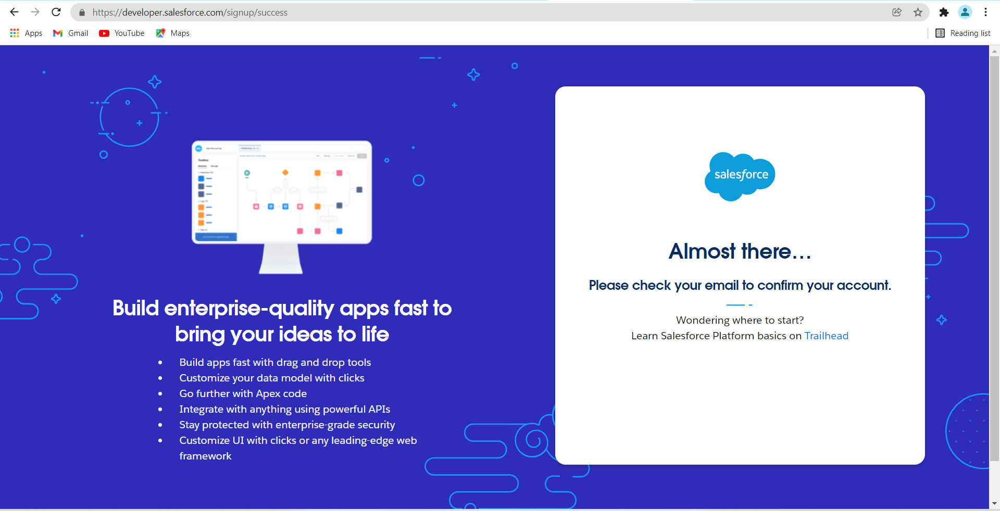 https://developer.salesforce.com/signup/success
Apps Gmail YouTube Maps Reading list
Build enterprise-quality apps fast to
bring your ideas to life
• Build apps fast with drag and drop tools
• Customize your data model with clicks
• Go further with Apex code
• Integrate with anything using powerful APIs
• Stay protected with enterprise-grade security
• Customize UI with clicks or any leading-edge web
framework
salesforce
Almost there...
Please check your email to confirm your account.
Wondering where to start?
Learn Salesforce Platform basics on Trailhead